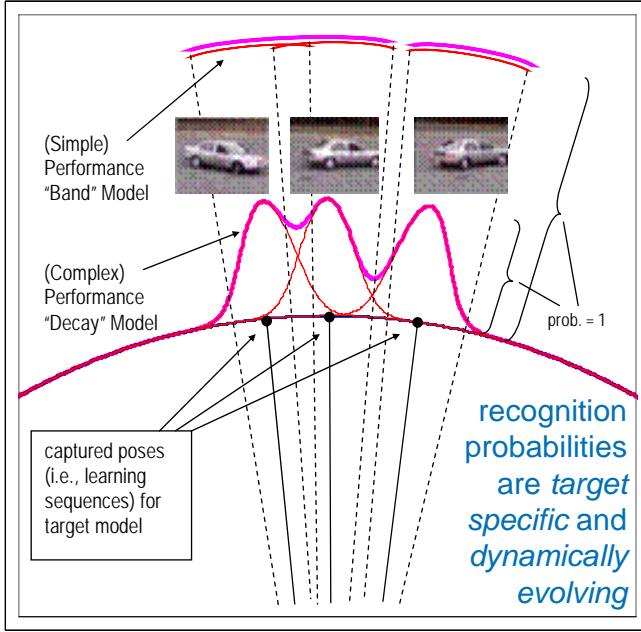 (Simple)
Performance
“Band” Model
(Complex)
Performance
“Decay” Model
prob. = 1
captured poses
(i.e., learning
sequences) for
target model
recognition
probabilities
are target
specific and
dynamically
evolving